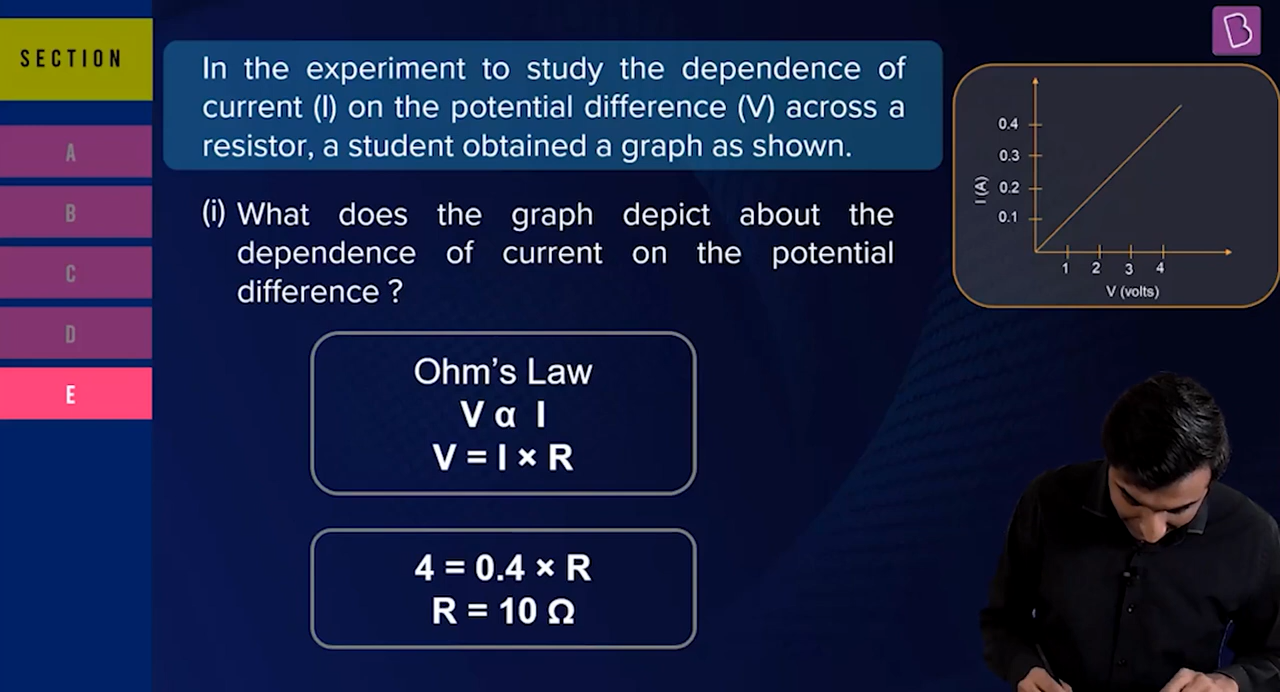 SECTION
A
B
C
D
E
In the experiment to study the dependence of
current (I) on the potential difference (V) across a
resistor, a student obtained a graph as shown.
(i) What does the graph depict about the
dependence of current on the potential
difference ?
Ohm's Law
V α I
V = I × R
4 = 0.4 × R
R = 10 Ω
B
0.4
0.3
0.2
0.1
I (A)
1 2 3 4
V (volts)